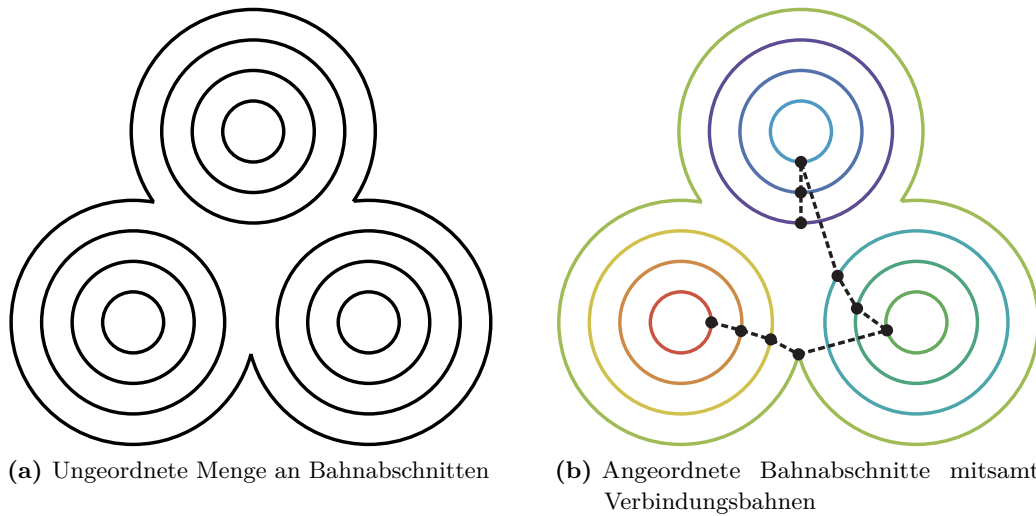 (a) Ungeordnete Menge an Bahnabschnitten
(b) Angeordnete Bahnabschnitte mitsamt
Verbindungsbahnen